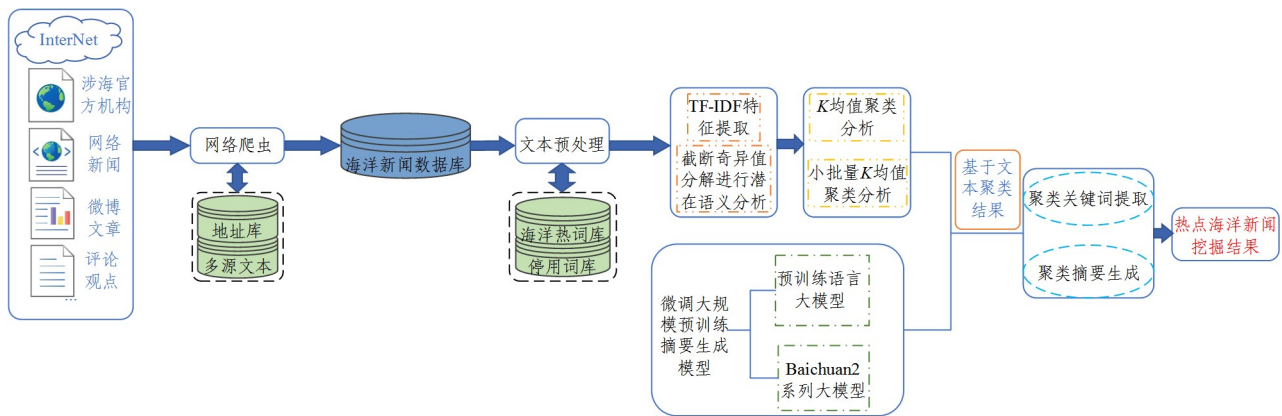 InterNet
涉海官
方机构
网络
新闻
微博
文章
评论
观点
...
网络爬虫
地址库
多源文本
海洋新闻数据库
文本预处理
海洋热词库
停用词库
TF-IDF特
征提取
截断奇异值
分解进行潜
在语义分析
K均值聚类
分析
小批量K均值
聚类分析
微调大规
模预训练
摘要生成
模型
预训练语言
大模型
Baichuan2
系列大模型
基于文
本聚类
结果
聚类关键词提取
聚类摘要生成
热点海洋新闻
挖掘结果